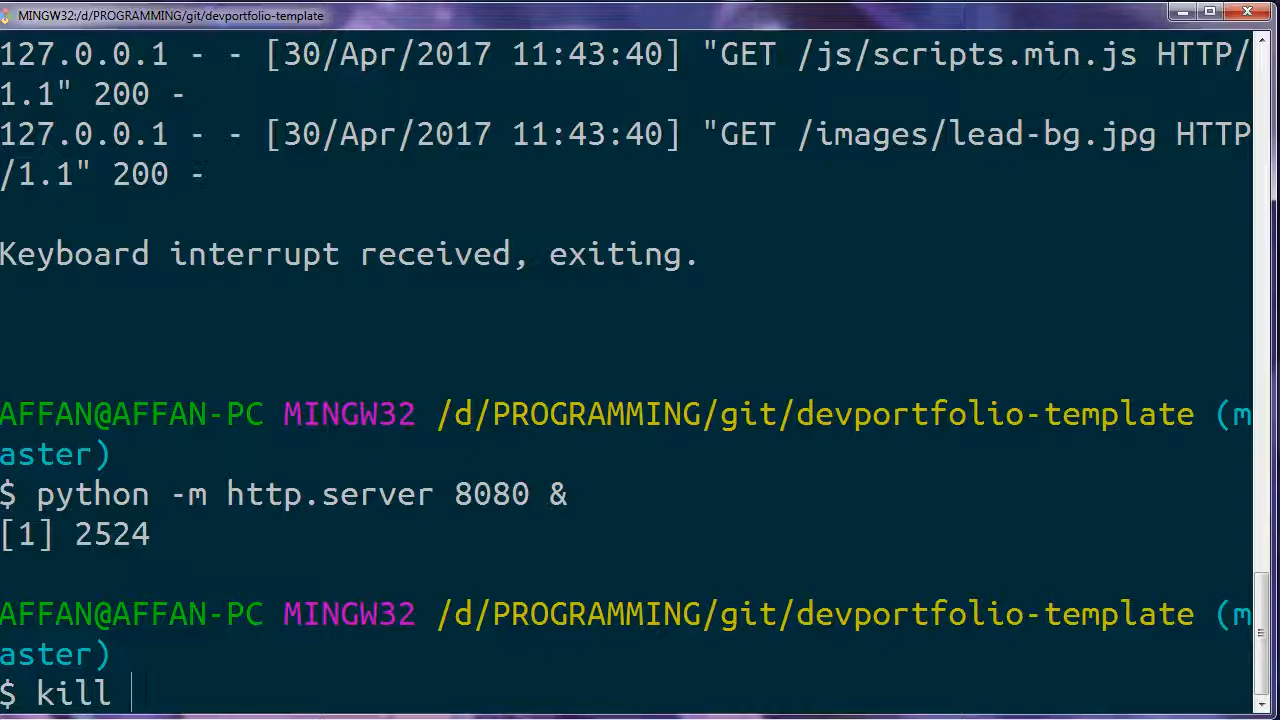 MINGW32:/d/PROGRAMMING/git/devportfolio-template
127.0.0.1 - - [30/Apr/2017 11:43:40] "GET /js/scripts.min.js HTTP/
1.1" 200 -
127.0.0.1 - - [30/Apr/2017 11:43:40] "GET /images/lead-bg.jpg HTTP
/1.1" 200 -
Keyboard interrupt received, exiting.
AFFAN@AFFAN-PC MINGW32 /d/PROGRAMMING/git/devportfolio-template (m
aster)
$ python -m http.server 8080 &
[1] 2524
AFFAN@AFFAN-PC MINGW32 /d/PROGRAMMING/git/devportfolio-template (m
aster)
$ kill